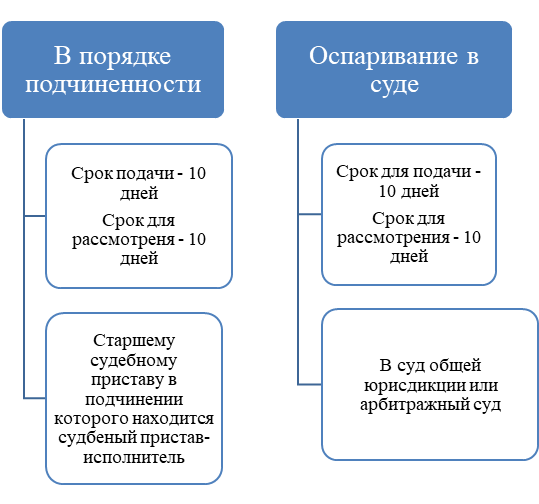 В порядке
подчиненности
Срок подачи - 10
дней
Срок для
рассмотреня - 10
дней
Старшему
судебному
приставу в
подчинении
которого находится
судбеный пристав-
исполнитель
Оспаривание в
суде
Срок для подачи -
10 дней
Срок для
рассмотрения - 10
дней
В суд общей
юрисдикции или
арбитражный суд